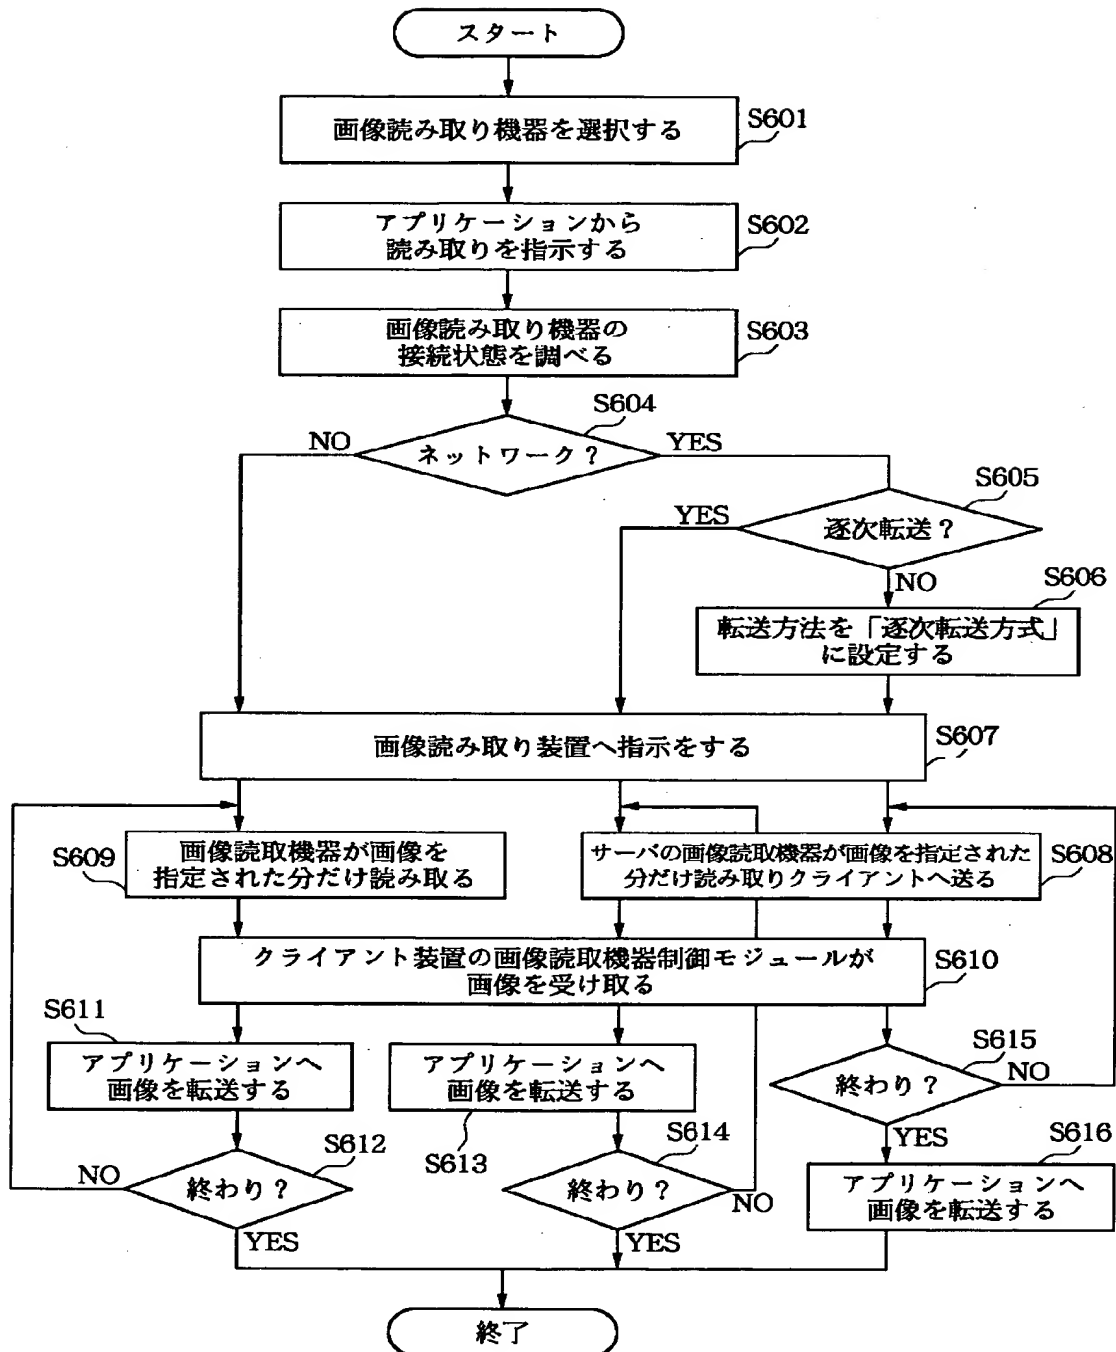 スタート
画像読み取り機器を選択する
S601
アプリケーションから
読み取りを指示する
S602
画像読み取り機器の
接続状態を調べる
S603
S604
ネットワーク？
NO
YES
S605
逐次転送？
YES
NO
S606
転送方法を「逐次転送方式」
に設定する
画像読み取り装置へ指示をする
S607
S609
画像読取機器が画像を
指定された分だけ読み取る
サーバの画像読取機器が画像を指定された
分だけ読み取りクライアントへ送る
S608
クライアント装置の画像読取機器制御モジュールが
画像を受け取る
S610
S611
アプリケーションへ
画像を転送する
アプリケーションへ
画像を転送する
S613
S615
終わり？
NO
YES
S612
終わり？
NO
YES
S614
終わり？
NO
YES
S616
アプリケーションへ
画像を転送する
終了